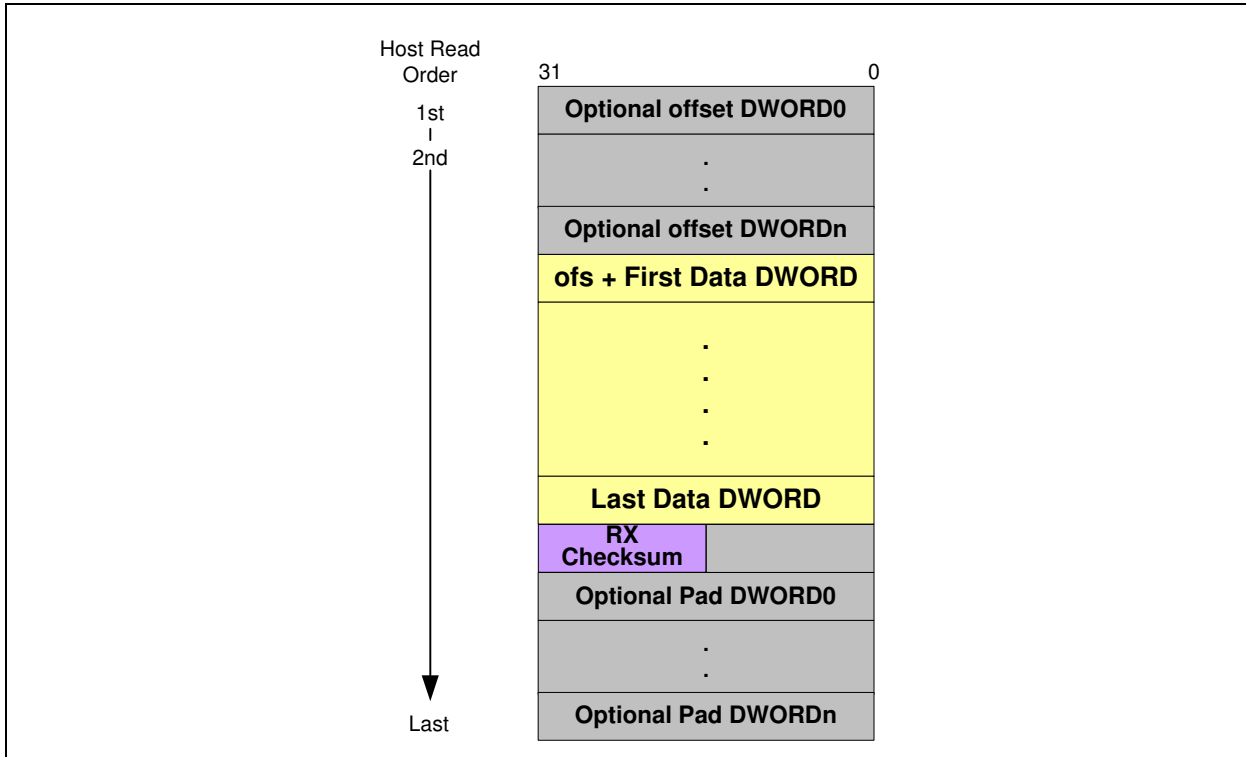 Host Read
Order
31 0
1st
Optional offset DWORD0
2nd
.
.
Optional offset DWORDn
ofs + First Data DWORD
.
.
.
.
Last Data DWORD
RX
Checksum
Optional Pad DWORD0
.
.
Optional Pad DWORDn
Last